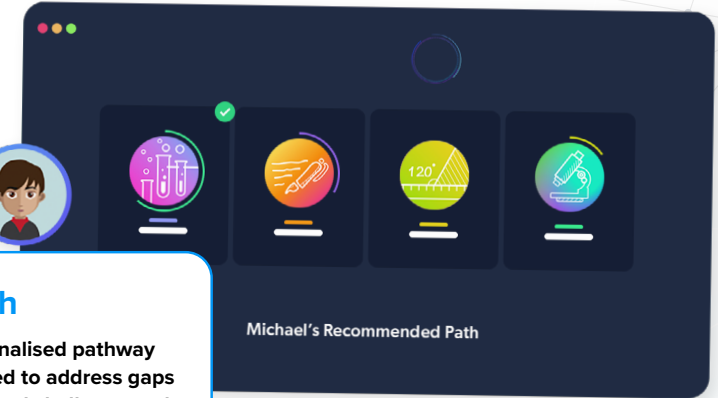 120°
Michael's Recommended Path
h
nalised pathway
ed to address gaps